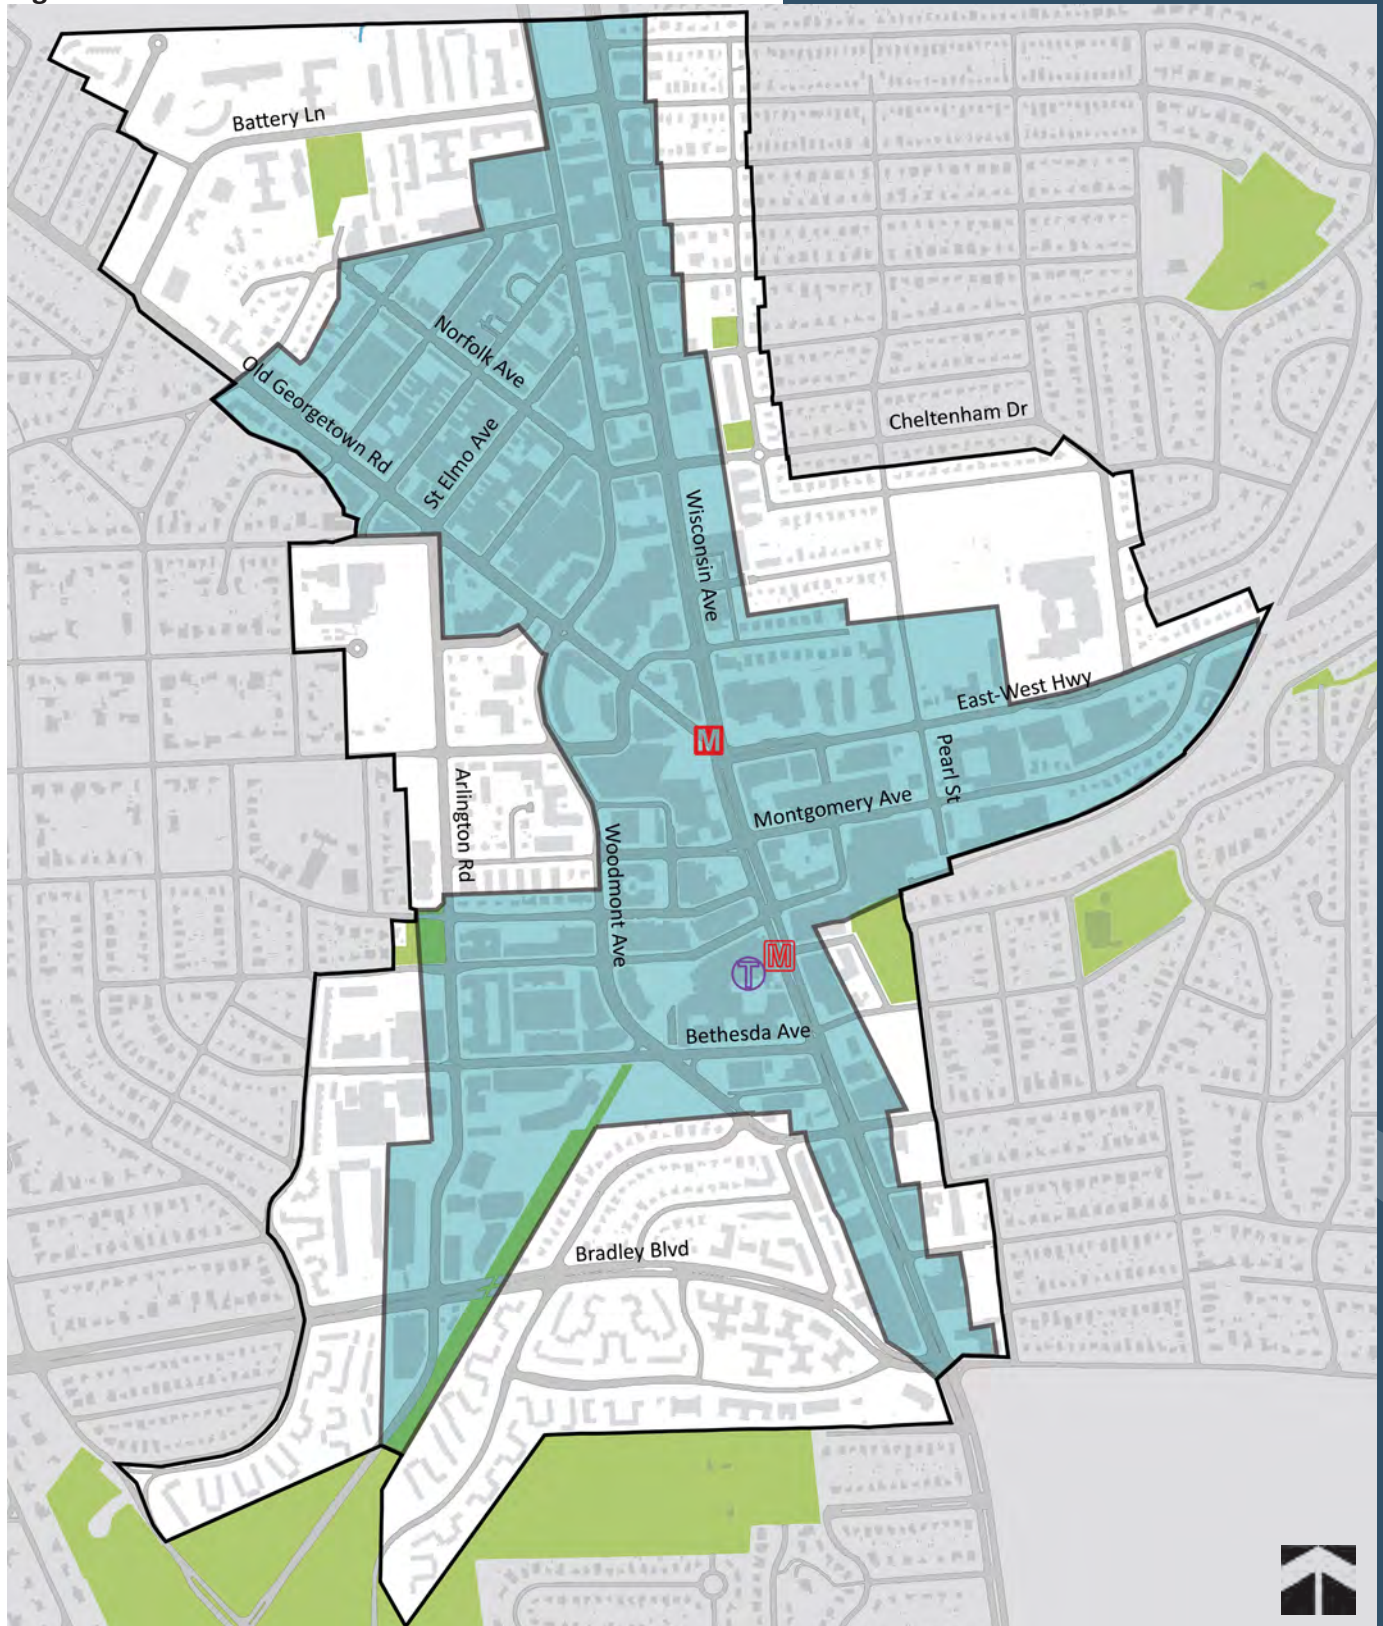 Battery Ln
Norfolk Ave
Old Georgetown Rd
St Elmo Ave
Cheltenham Dr
Wisconsin Ave
East-West Hwy
M
Pearl St
Arlington Rd
Montgomery Ave
Woodmont Ave
M
T
Bethesda Ave
Bradley Blvd